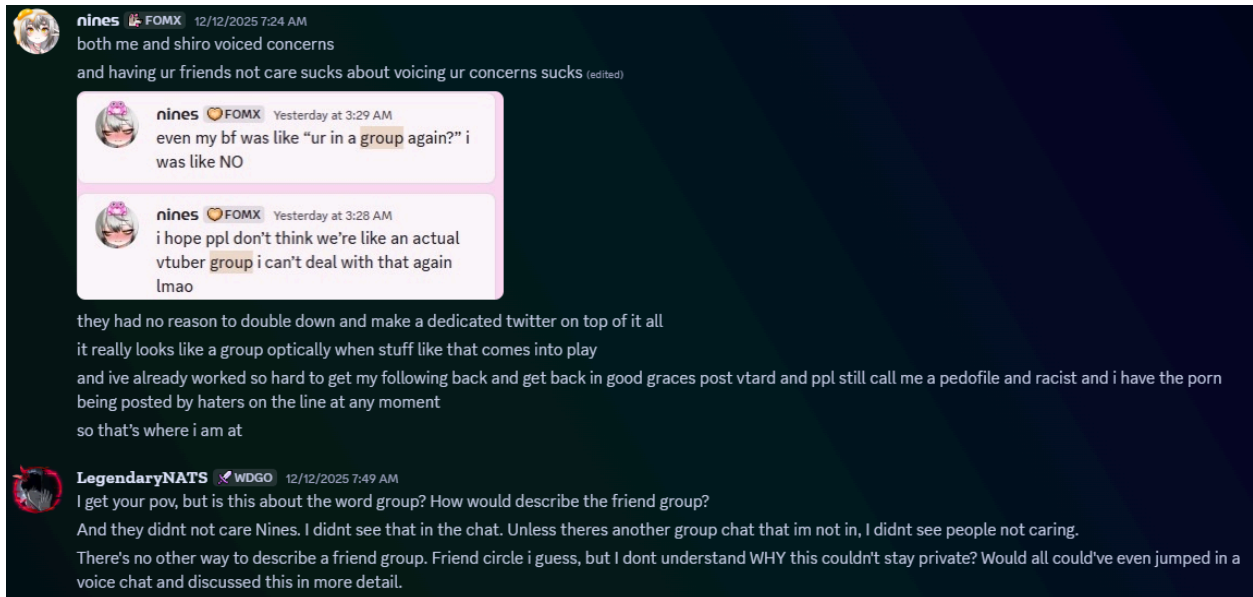 nines FOMX 12/12/2025 7:24 AM
both me and shiro voiced concerns
and having ur friends not care sucks about voicing ur concerns sucks (edited)
nines FOMX Yesterday at 3:29 AM
even my bf was like “ur in a group again?” i
was like NO
nines FOMX Yesterday at 3:28 AM
i hope ppl don’t think we’re like an actual
vtuber group i can’t deal with that again
lmao
they had no reason to double down and make a dedicated twitter on top of it all
it really looks like a group optically when stuff like that comes into play
and ive already worked so hard to get my following back and get back in good graces post vtard and ppl still call me a pedofile and racist and i have the porn
being posted by haters on the line at any moment
so that’s where i am at
LegendaryNATS WDGO 12/12/2025 7:49 AM
I get your pov, but is this about the word group? How would describe the friend group?
And they didnt not care Nines. I didnt see that in the chat. Unless theres another group chat that im not in, I didnt see people not caring.
There's no other way to describe a friend group. Friend circle i guess, but I dont understand WHY this couldn't stay private? Would all could've even jumped in a
voice chat and discussed this in more detail.